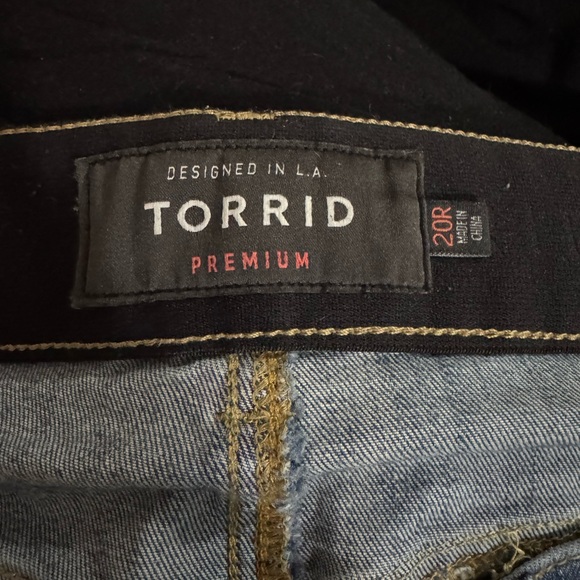 DESIGNED IN L.A.
TORRID
PREMIUM
20R
MADE IN
CHINA